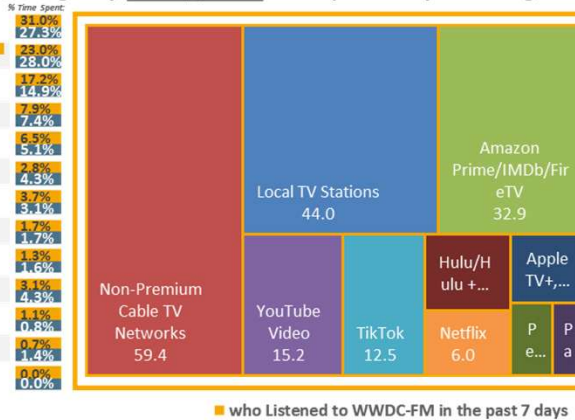 % Time Spent:
31.0%
27.3%
23.0%
28.0%
17.2%
14.9%
7.9%
7.4%
6.5%
5.1%
2.8%
4.3%
3.7%
3.1%
1.7%
1.7%
1.3%
1.6%
3.1%
4.3%
1.1%
0.8%
0.7%
1.4%
0.0%
0.0%
Non-Premium
Cable TV
Networks
59.4
Local TV Stations
44.0
Amazon
Prime/IMDb/Fir
eTV
32.9
YouTube
Video
15.2
TikTok
12.5
Hulu/H
ulu +...
Netflix
6.0
Apple
TV+,...
P
e...
P
a
who Listened to WWDC-FM in the past 7 days